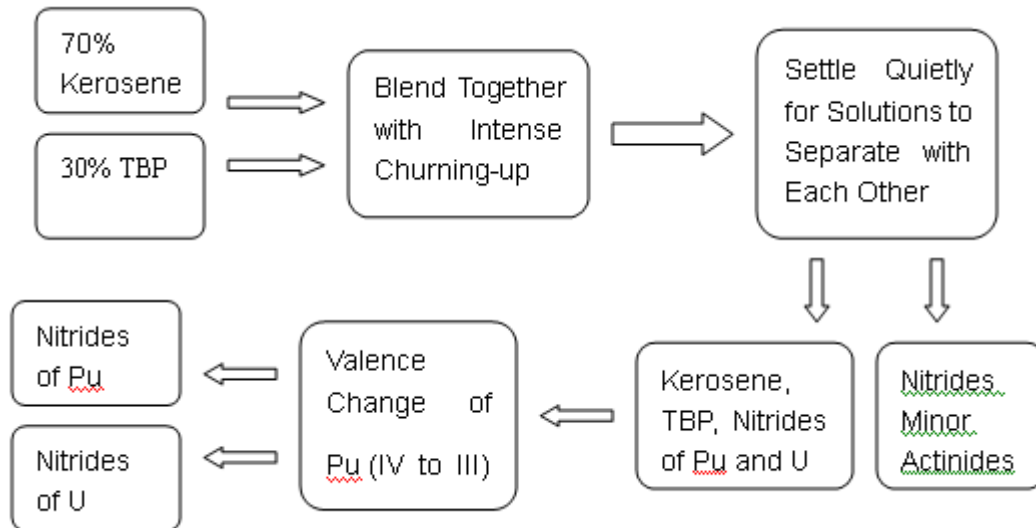 70%
Kerosene
30% TBP
Blend Together
with Intense
Churning-up
Settle Quietly
for Solutions to
Separate with
Each Other
Kerosene,
TBP, Nitrides
of Pu and U
Nitrides
Minor
Actinides
Valence
Change of
Pu (IV to III)
Nitrides
of Pu
Nitrides
of U